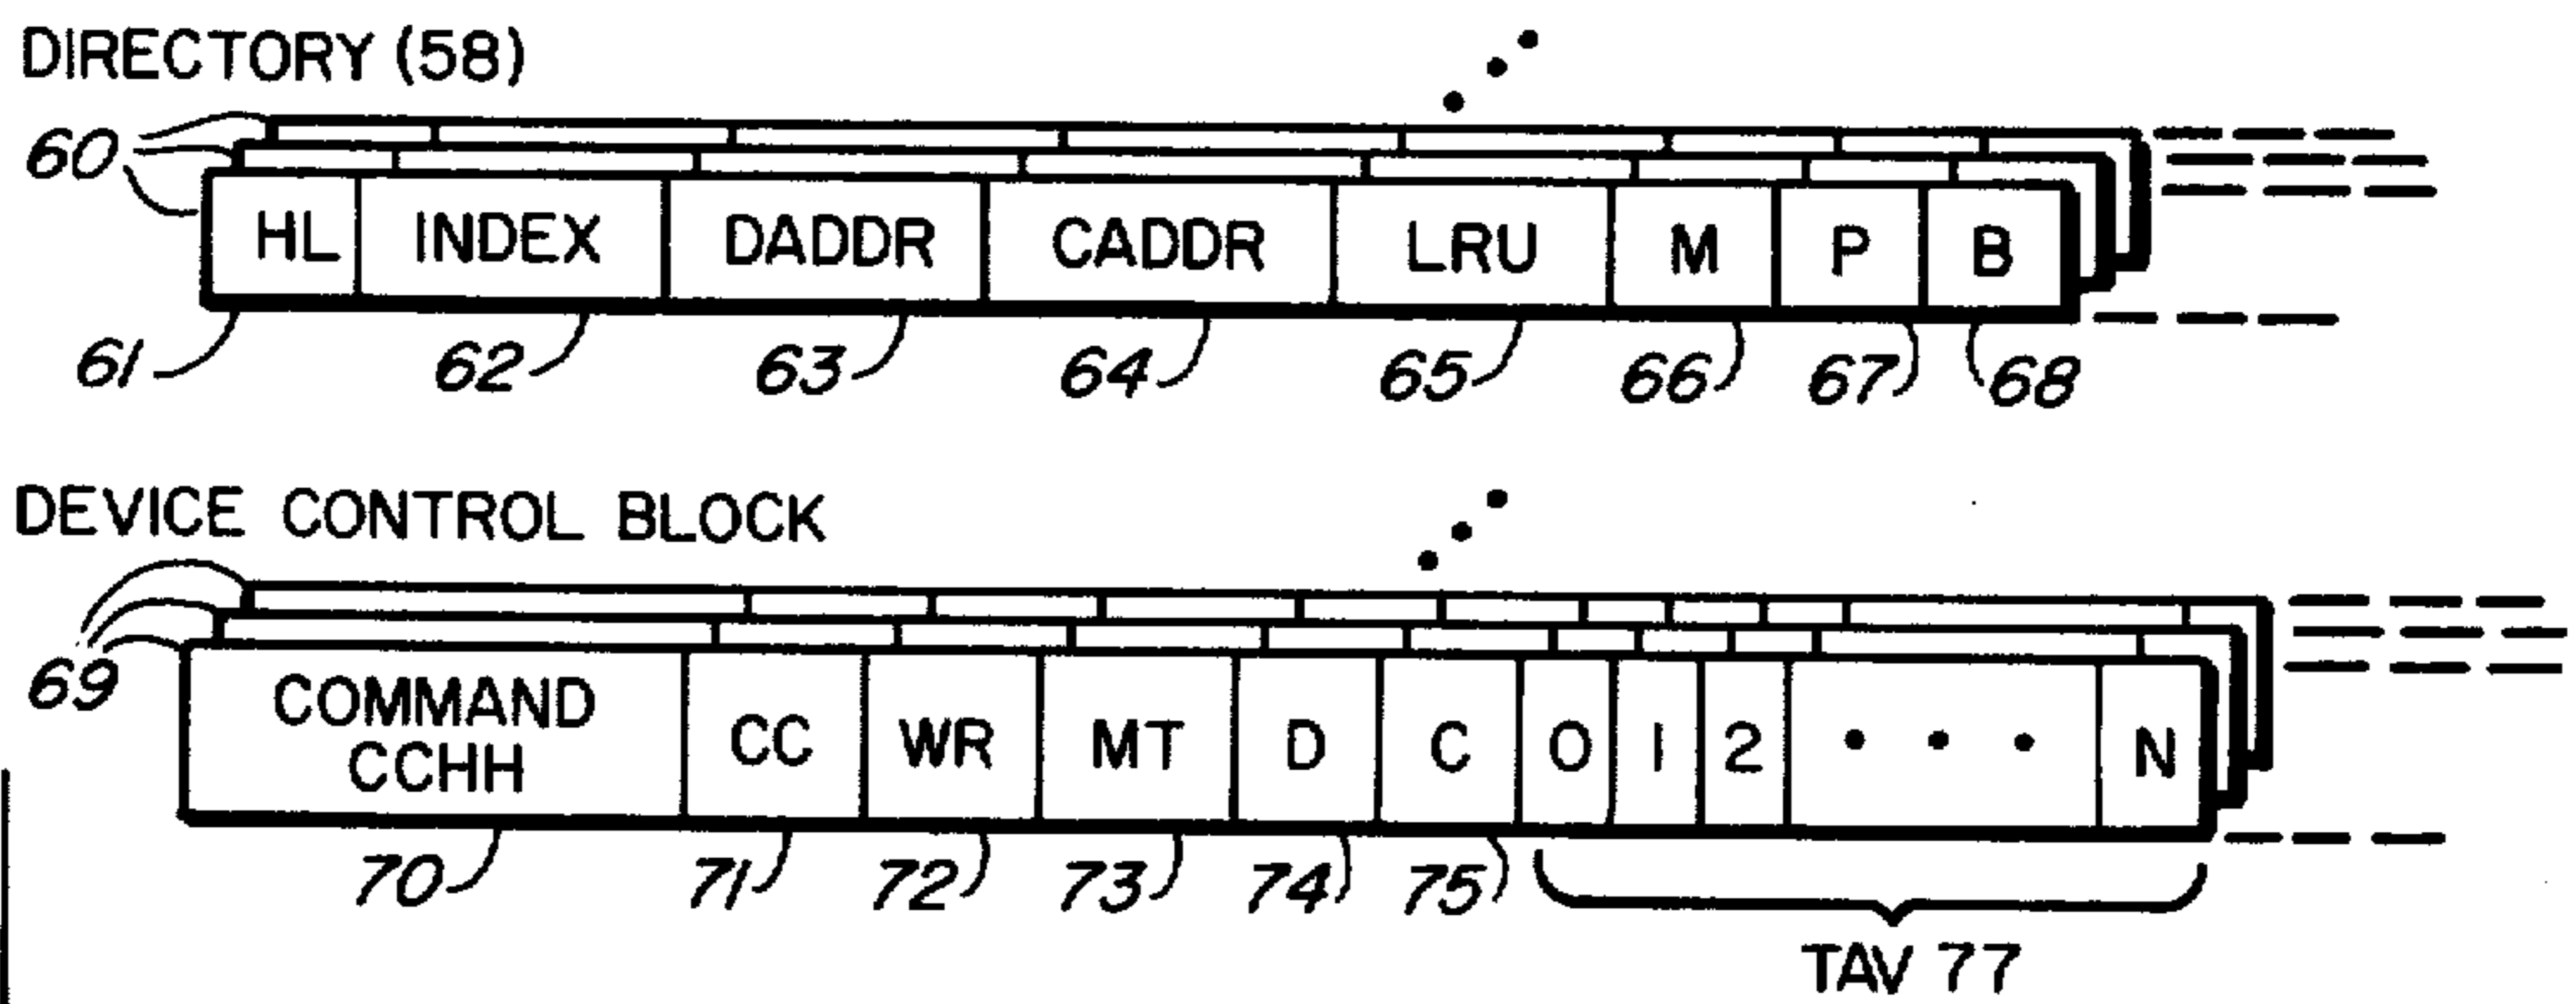 DIRECTORY (58)
60
HL INDEX DADDR CADDR LRU M P B
61 62 63 64 65 66 67 68
DEVICE CONTROL BLOCK
69
COMMAND CCHH CC WR MT D C 0 1 2 • • • N
70 71 72 73 74 75
TAV 77